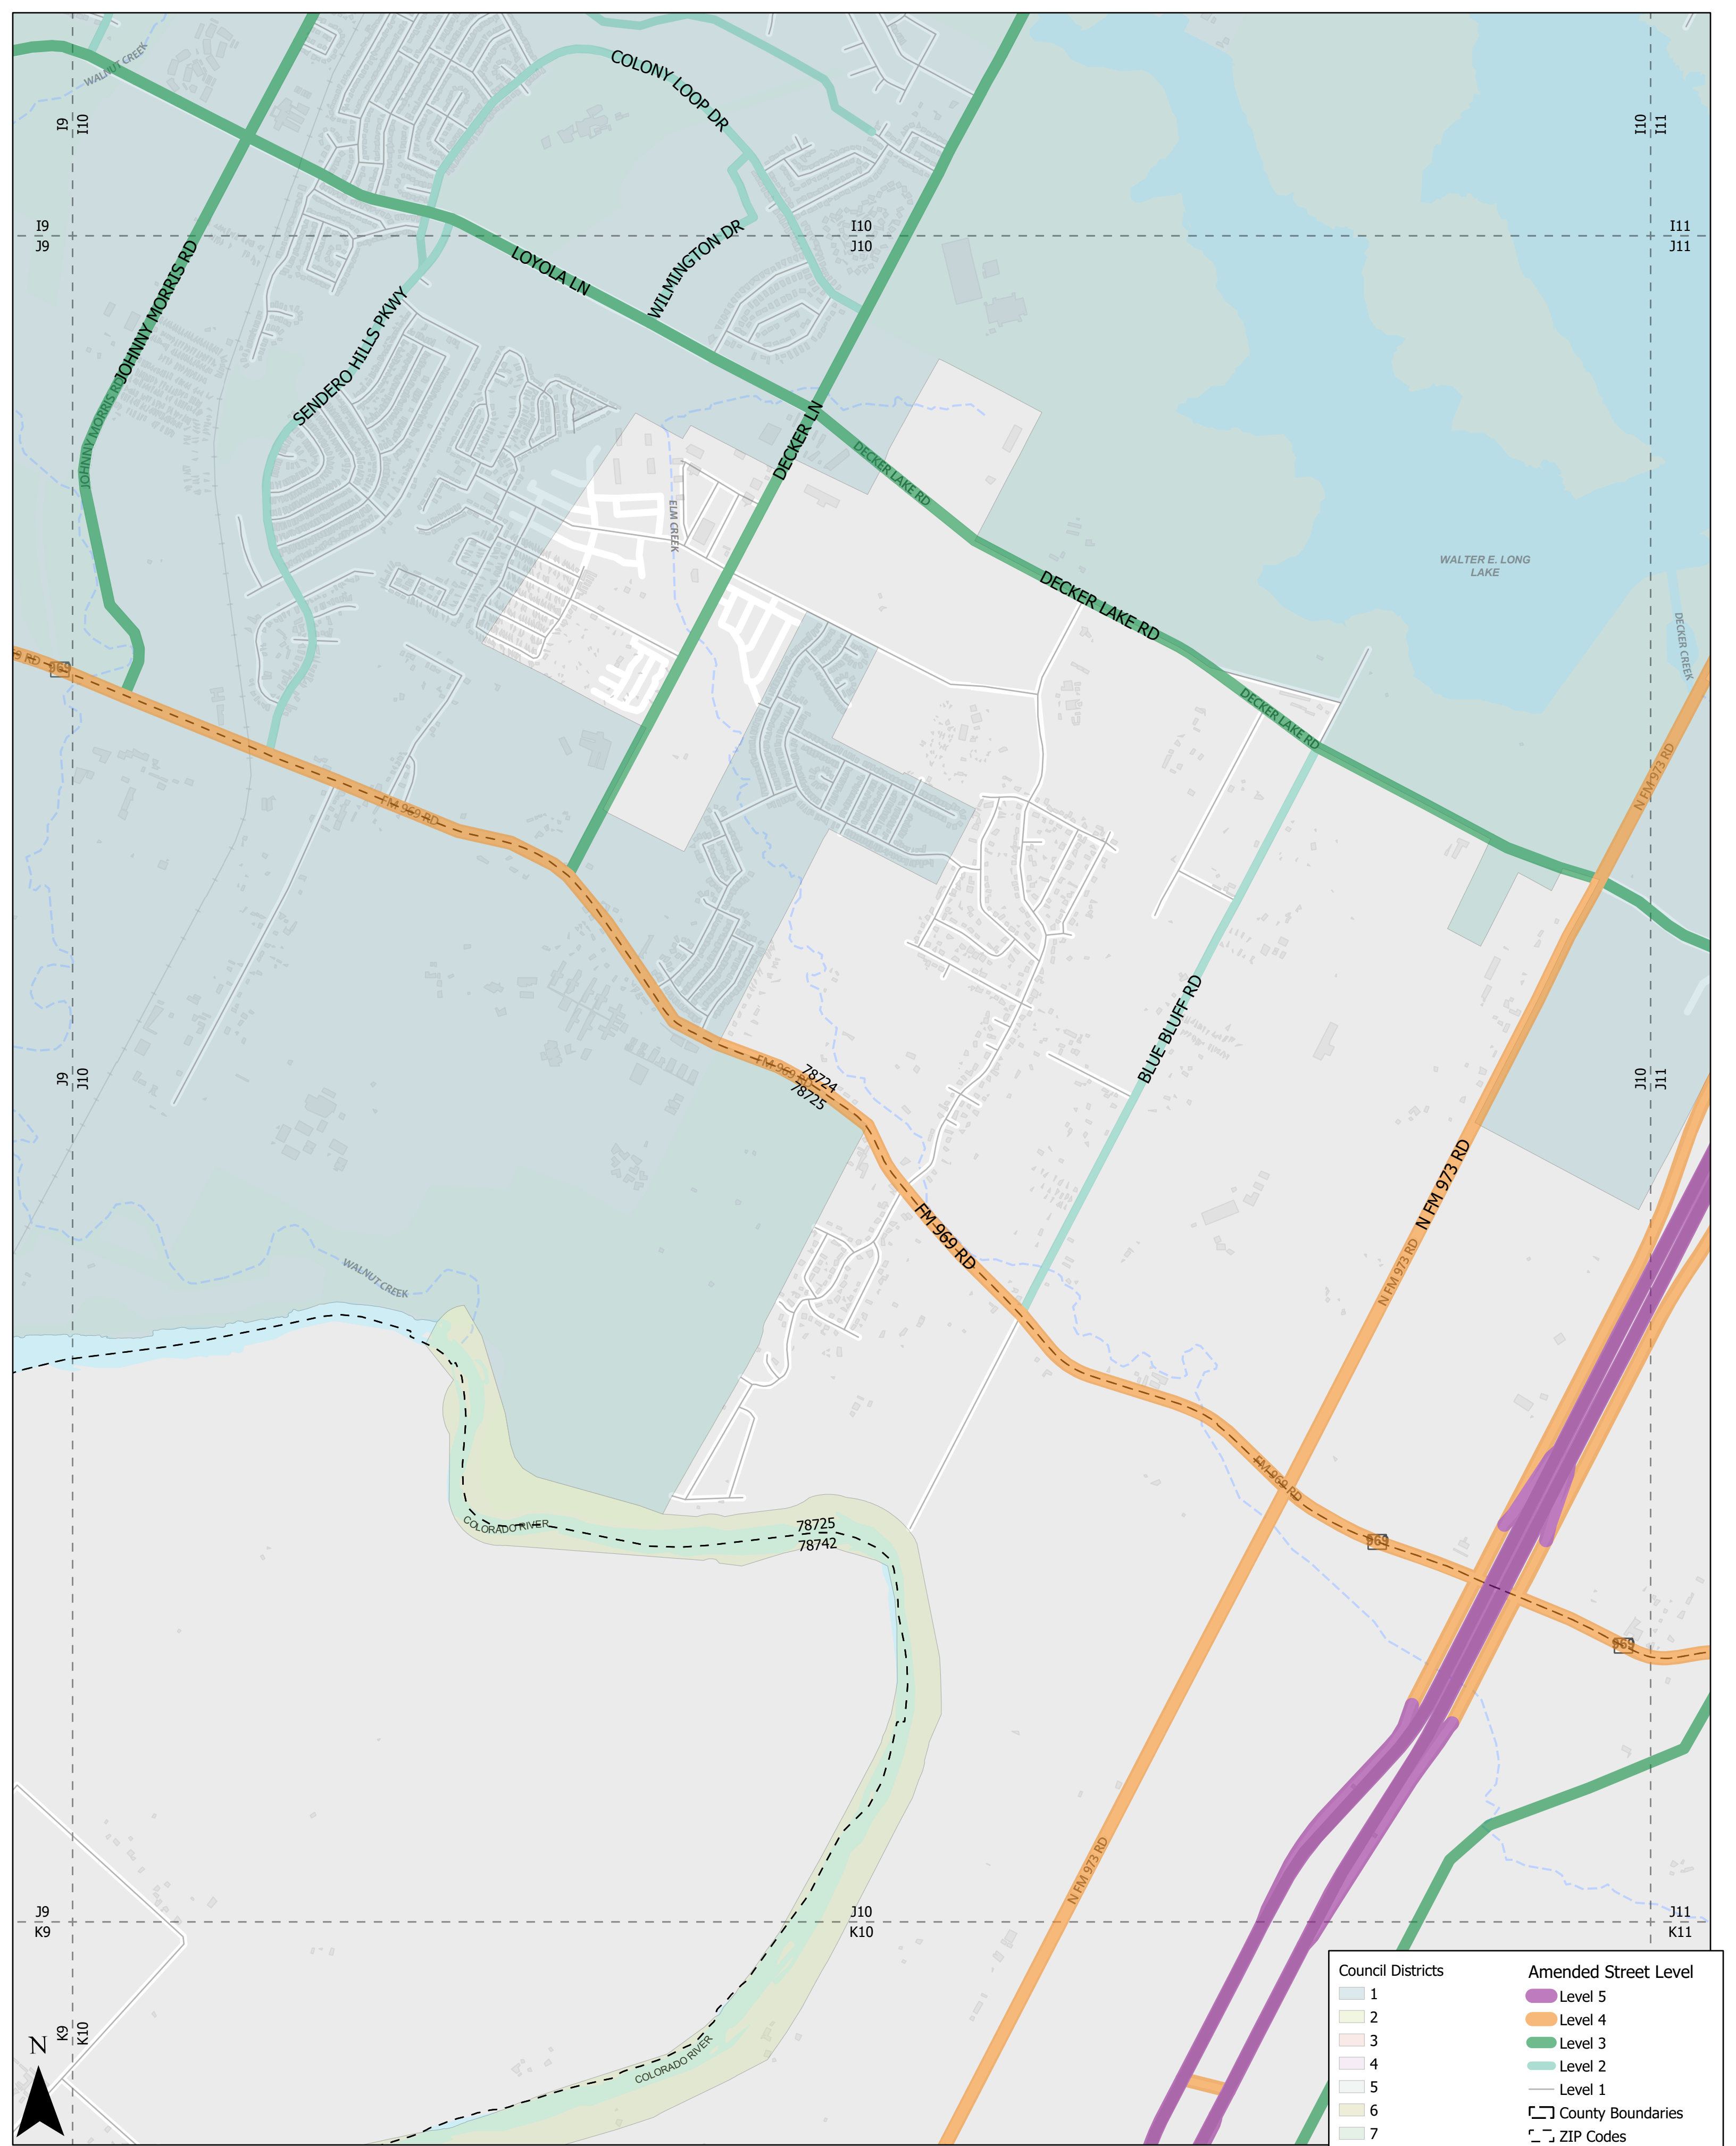 WALNUT CREEK
COLONY LOOP DR
I9
I10
I10
I11
I9
J9
I10
J10
I11
J11
JOHNNY MORRIS RD
LOYOLA LN
WILMINGTON DR
SENDERO HILLS PKWY
JOHNNY MORRIS RD
DECKER LN
DECKER LAKE RD
ELM CREEK
WALTER E. LONG
LAKE
DECKER LAKE RD
DECKER CREEK
RD
969
DECKER LAKE RD
N FM 973 RD
FM 969 RD
BLUE BLUFF RD
J9
J10
FM 969 RD
78724
78725
J10
J11
N FM 973 RD
FM 969 RD
N FM 973 RD
WALNUT CREEK
FM 969 RD
COLORADO RIVER
78725
78742
969
969
N FM 973 RD
J9
K9
J10
K10
J11
K11
K9
K10
N
COLORADO RIVER
Council Districts
1
2
3
4
5
6
7
Amended Street Level
Level 5
Level 4
Level 3
Level 2
Level 1
County Boundaries
ZIP Codes